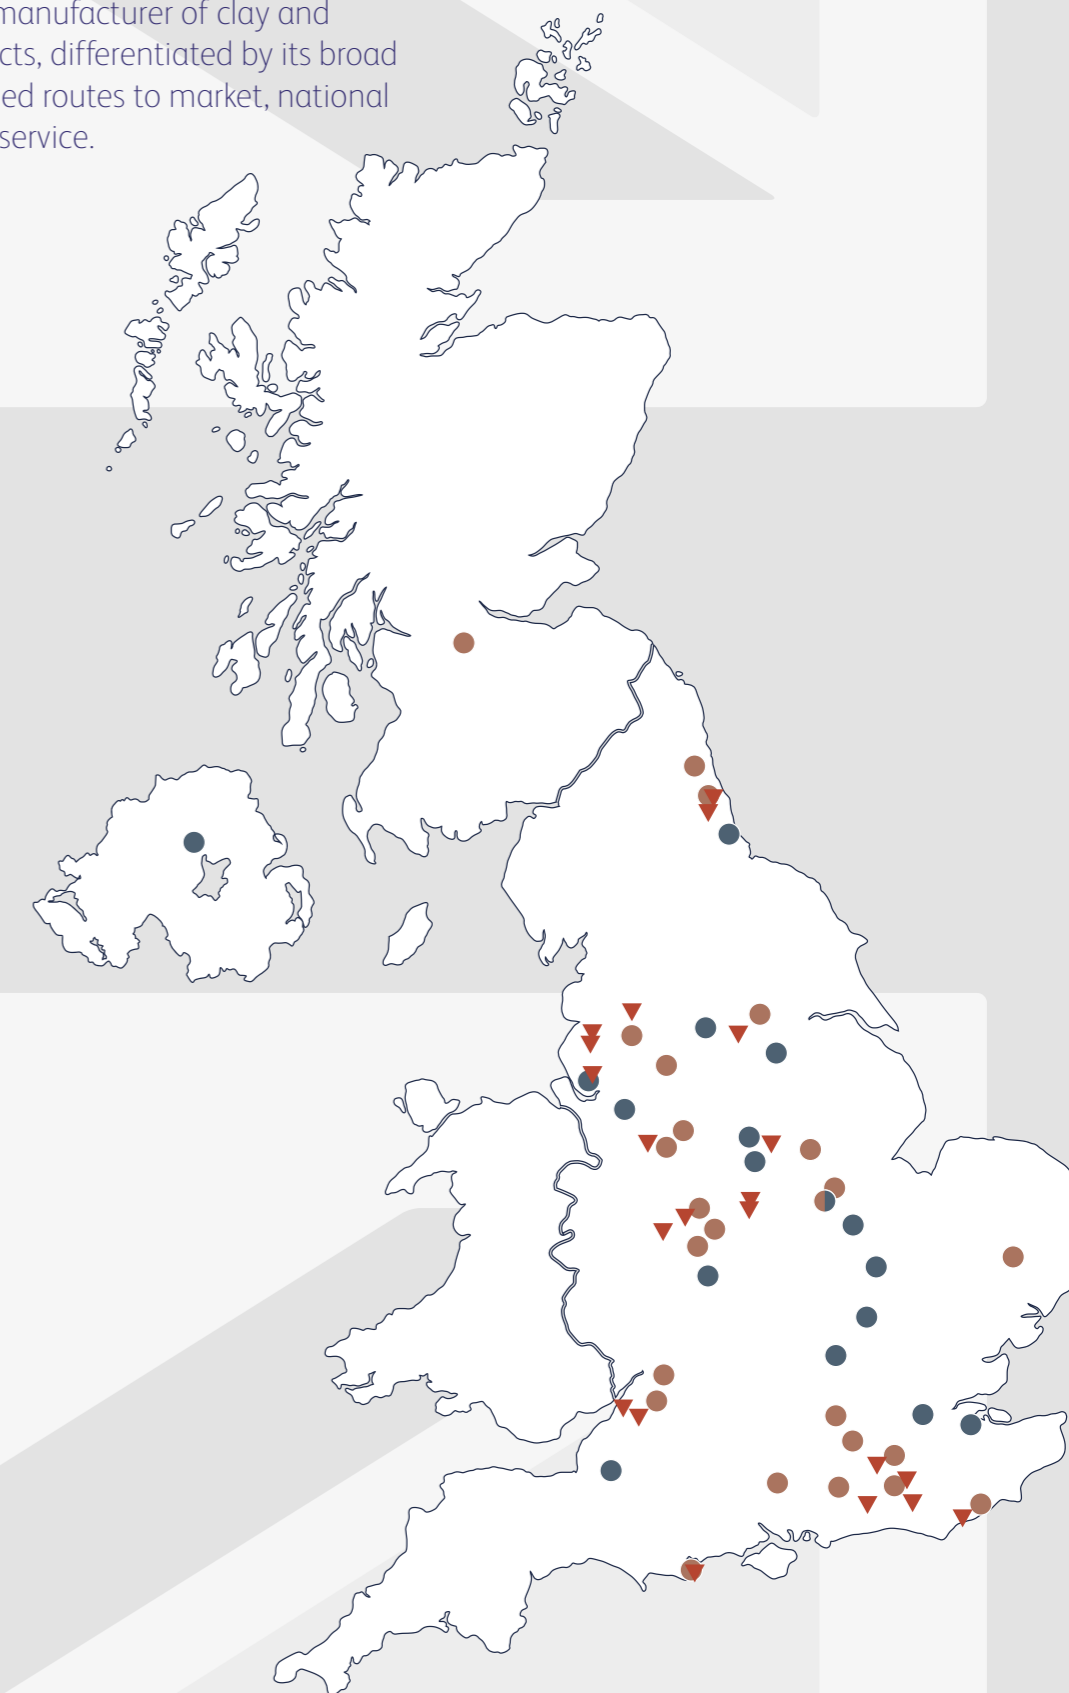 manufacturer of clay and
cts, differentiated by its broad
ed routes to market, national
service.